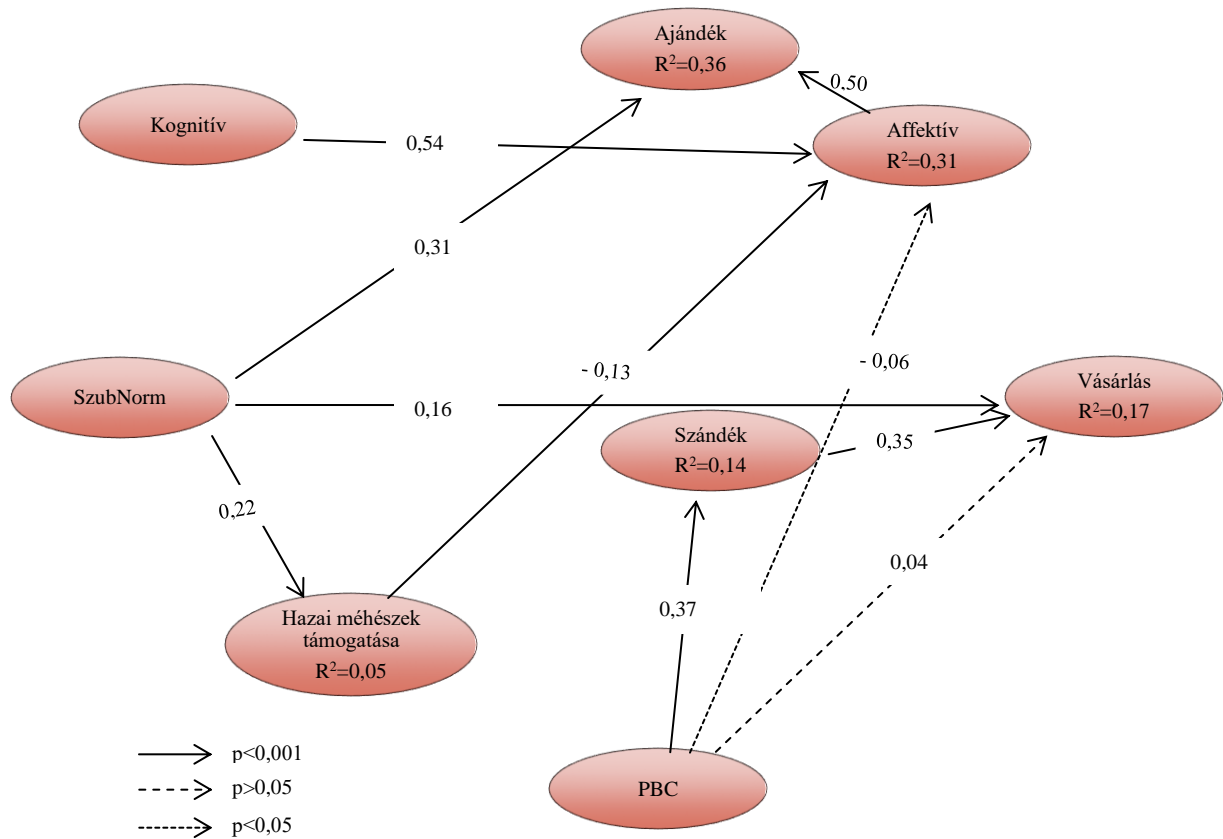 Ajándék
R²=0,36
0,50
Kognitív
Affektív
R²=0,31
0,54
0,31
- 0,13
- 0,06
SzubNorm
0,16
Vásárlás
R²=0,17
Szándék
R²=0,14
0,35
0,22
0,04
0,37
Hazai méhészek
támogatása
R²=0,05
PBC
p<0,001
p>0,05
p<0,05